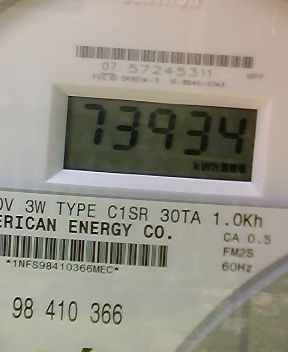 07 57245311
73934
kWh
0V 3W TYPE C1SR 30TA 1.0Kh
ERICAN ENERGY CO.
CA 0.5
FM2S
60Hz
*1NFS98410366MEC*
98 410 366